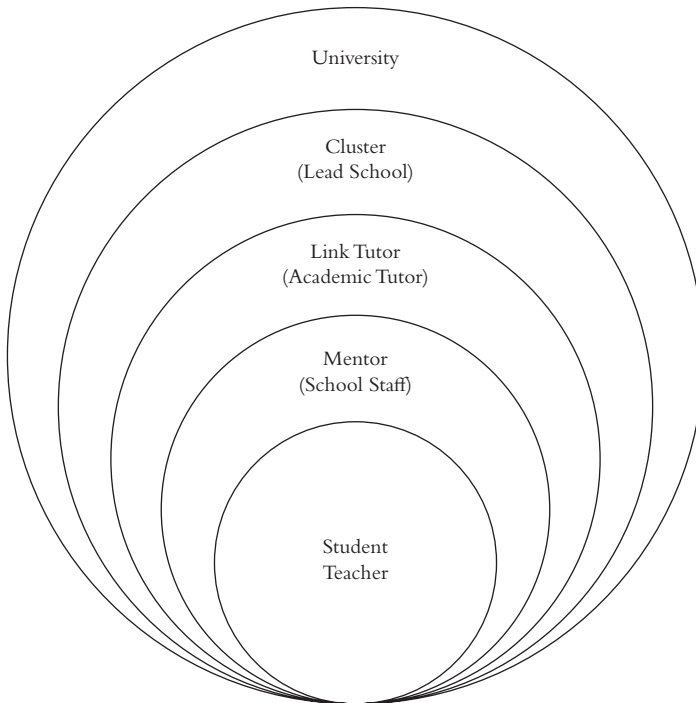 University
Cluster
(Lead School)
Link Tutor
(Academic Tutor)
Mentor
(School Staff)
Student
Teacher